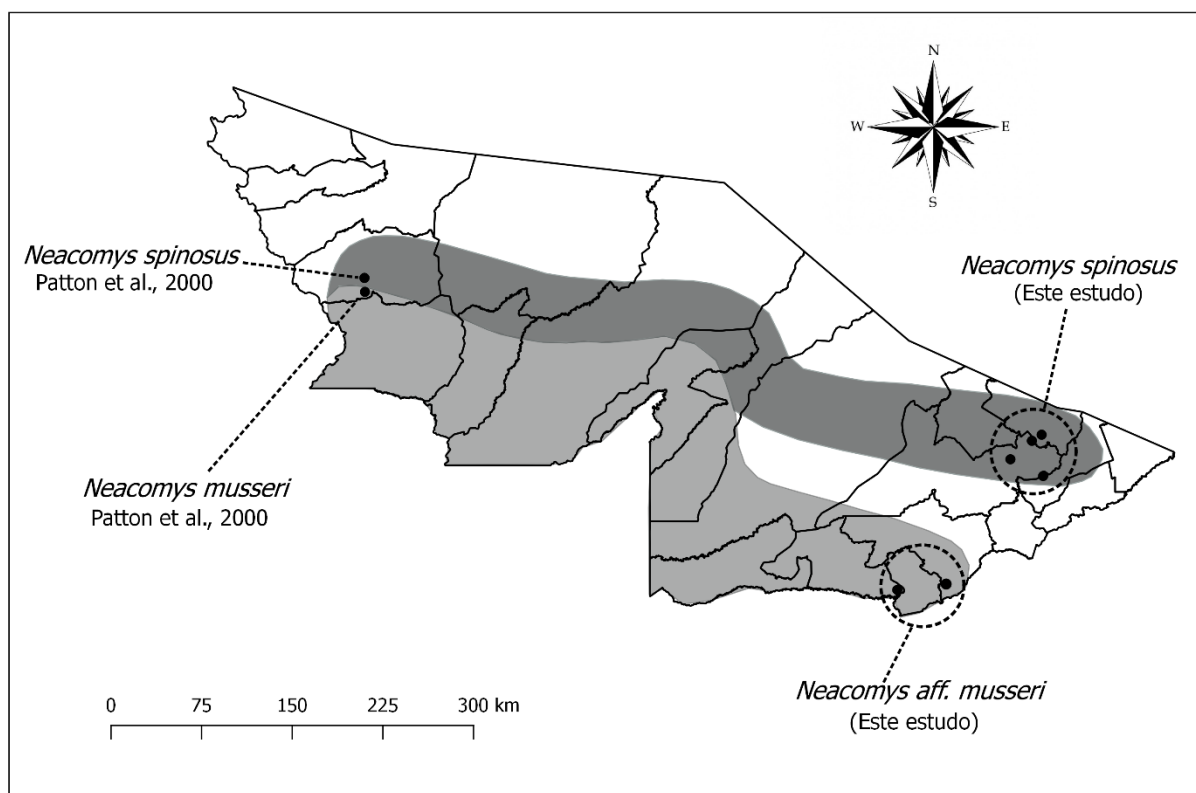 N
W
E
S
Neacomys spinosus
Patton et al., 2000
Neacomys spinosus
(Este estudo)
Neacomys musseri
Patton et al., 2000
Neacomys aff. musseri
(Este estudo)
0 75 150 225 300 km